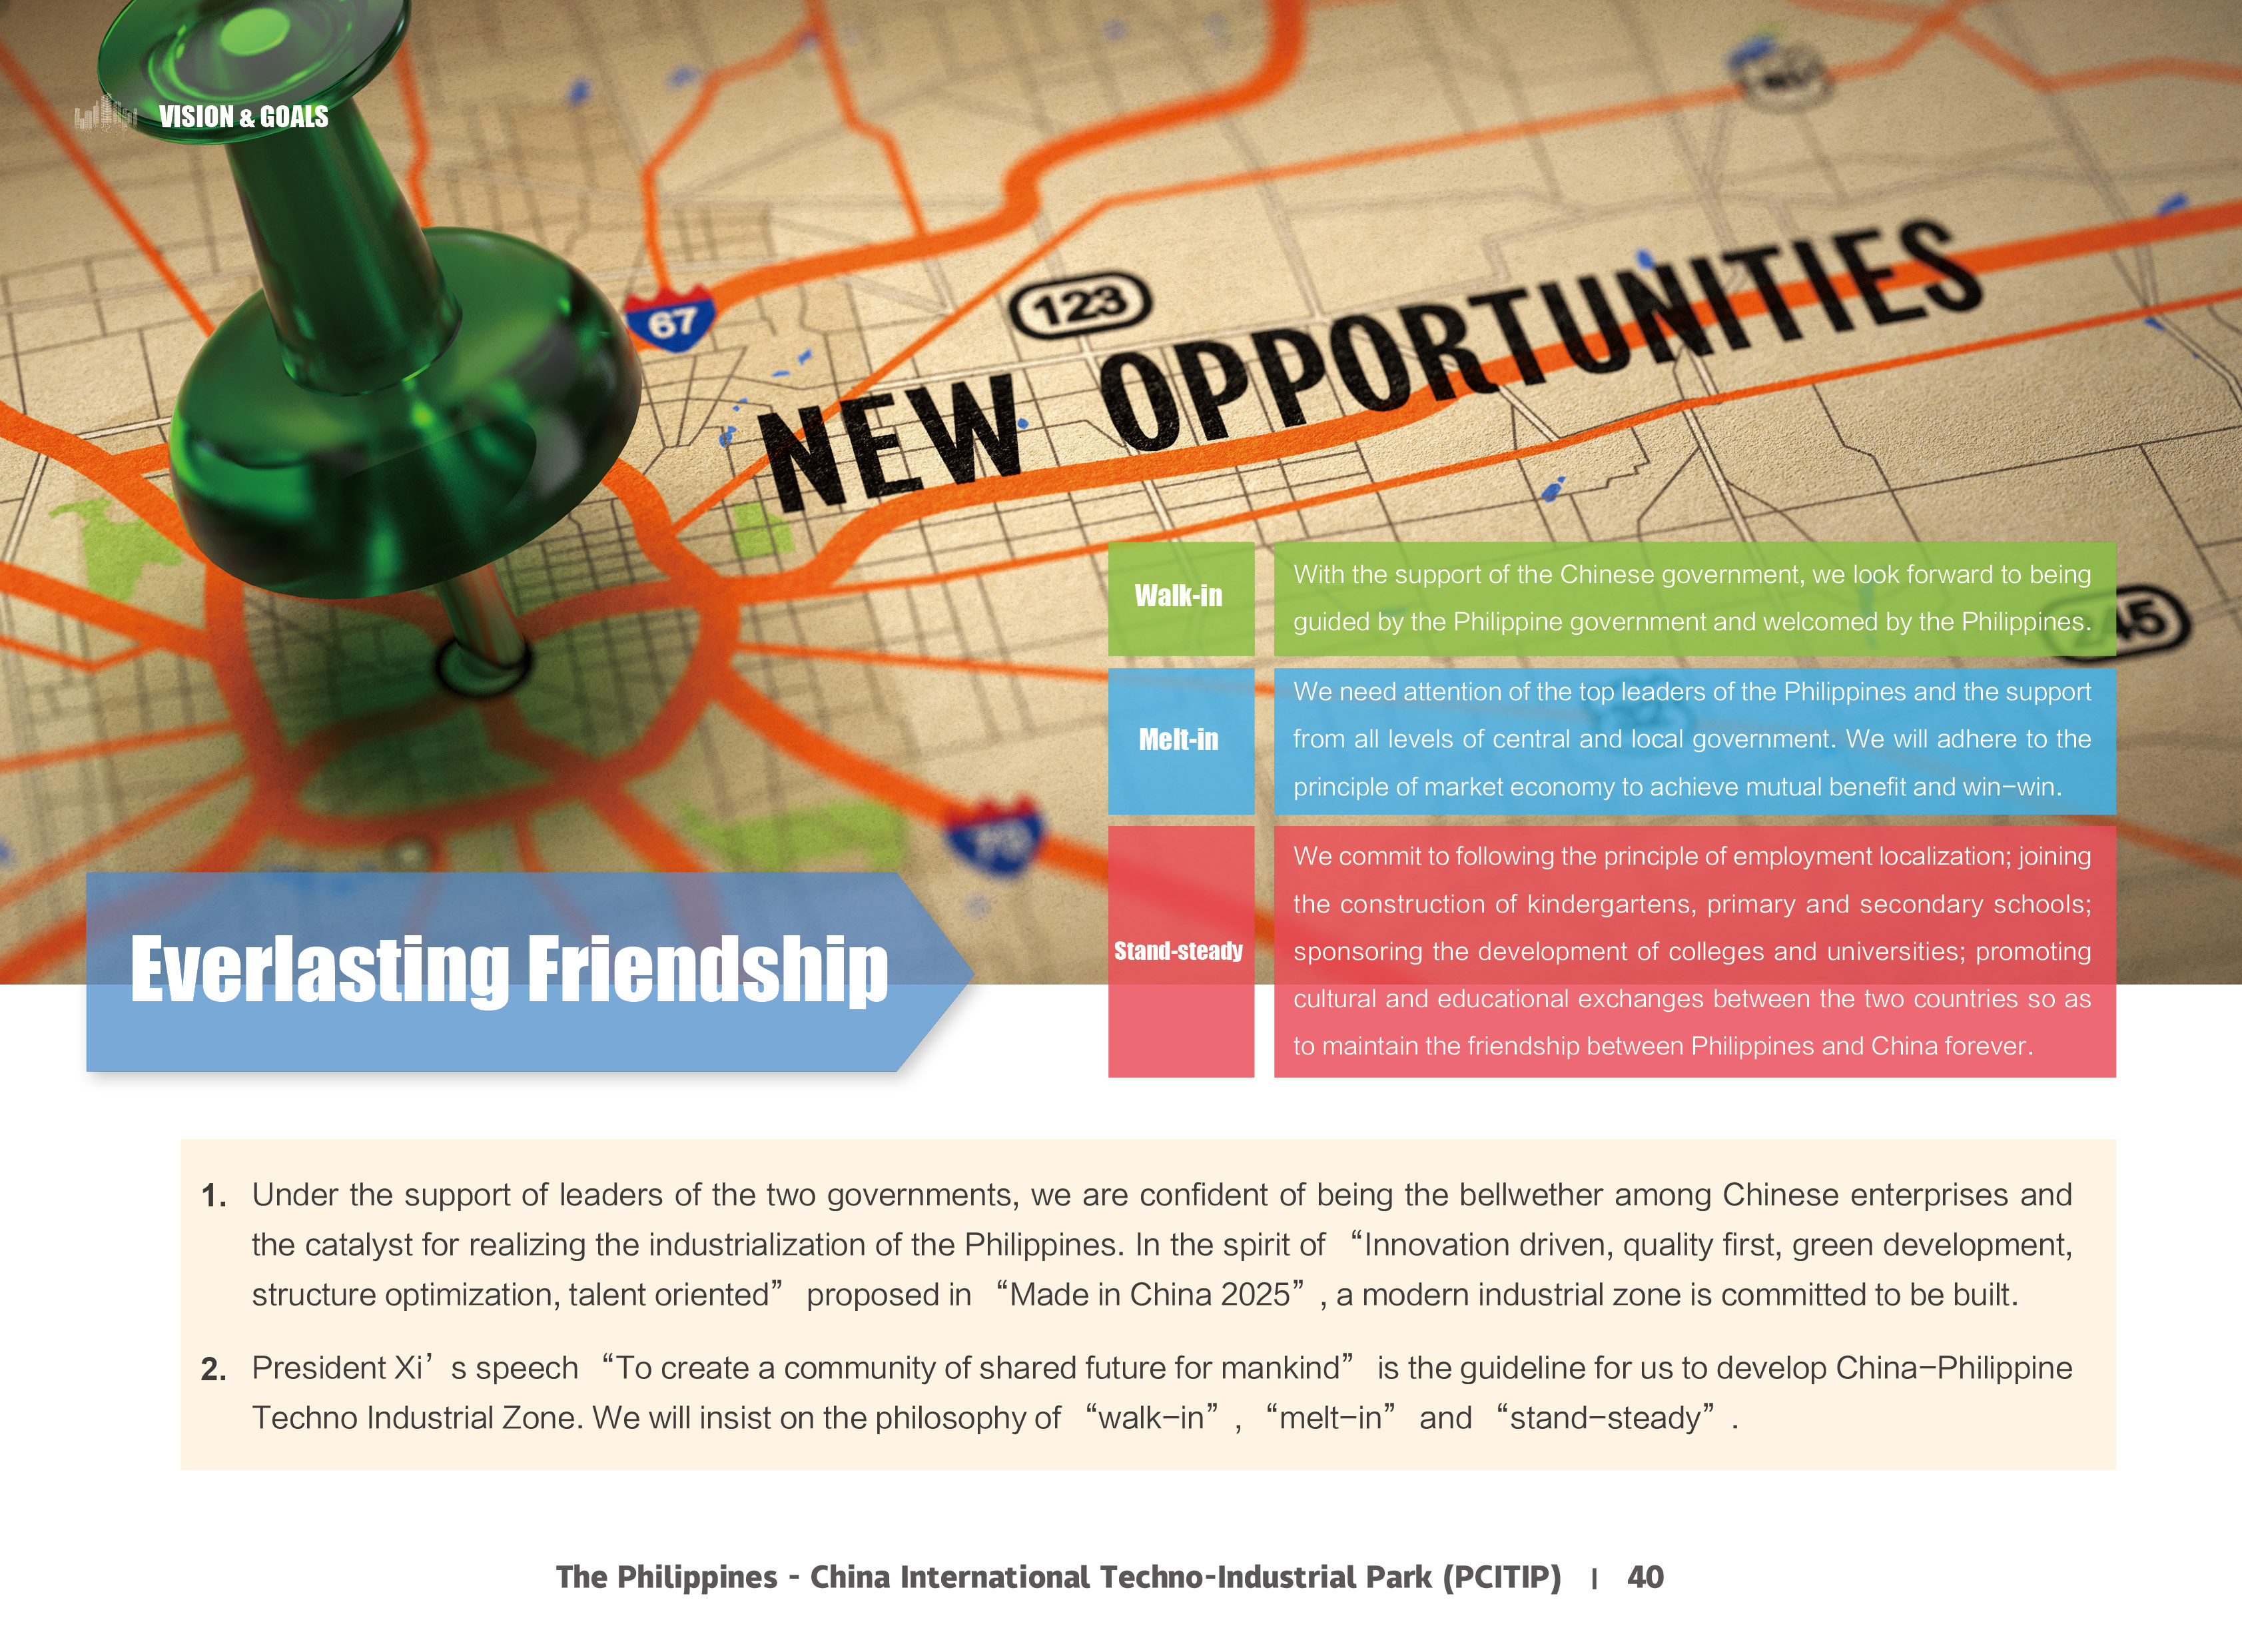 VISION & GOALS
67
123
NEW OPPORTUNITIES
Walk-in
With the support of the Chinese government, we look forward to being
guided by the Philippine government and welcomed by the Philippines.
Melt-in
We need attention of the top leaders of the Philippines and the support
from all levels of central and local government. We will adhere to the
principle of market economy to achieve mutual benefit and win-win.
Stand-steady
We commit to following the principle of employment localization; joining
the construction of kindergartens, primary and secondary schools;
sponsoring the development of colleges and universities; promoting
cultural and educational exchanges between the two countries so as
to maintain the friendship between Philippines and China forever.
Everlasting Friendship
1. Under the support of leaders of the two governments, we are confident of being the bellwether among Chinese enterprises and
the catalyst for realizing the industrialization of the Philippines. In the spirit of “Innovation driven, quality first, green development,
structure optimization, talent oriented” proposed in “Made in China 2025”, a modern industrial zone is committed to be built.
2. President Xi’s speech “To create a community of shared future for mankind” is the guideline for us to develop China-Philippine
Techno Industrial Zone. We will insist on the philosophy of “walk-in”, “melt-in” and “stand-steady”.
The Philippines - China International Techno-Industrial Park (PCITIP) | 40